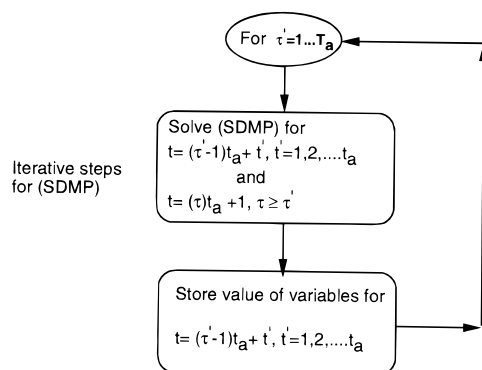 For τ'=1...Ta
Solve (SDMP) for
t= (τ'-1)ta+ t', t'=1,2,....ta
and
t= (τ)ta +1, τ ≥ τ'
Iterative steps
for (SDMP)
Store value of variables for
t= (τ'-1)ta+ t', t'=1,2,....ta